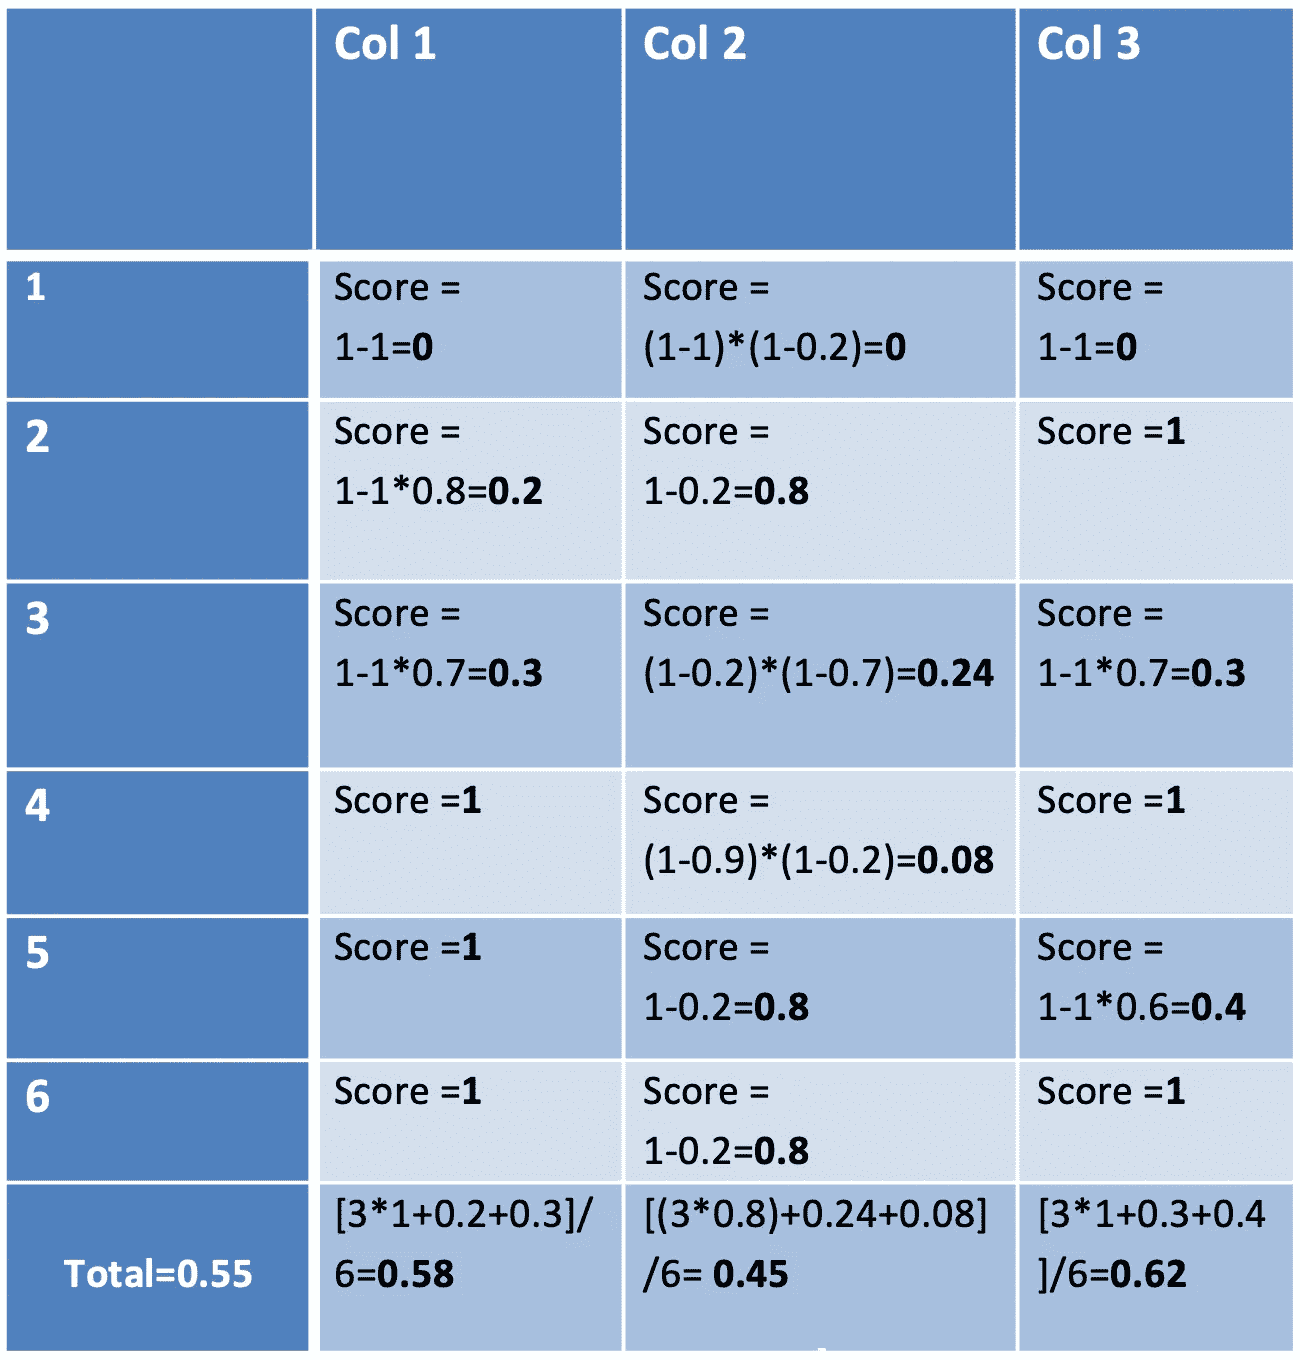 Col 1 Col 2 Col 3
1 Score = Score = Score =
1-1=0 (1-1)*(1-0.2)=0 1-1=0
2 Score = Score = Score =1
1-1*0.8=0.2 1-0.2=0.8
3 Score = Score = Score =
1-1*0.7=0.3 (1-0.2)*(1-0.7)=0.24 1-1*0.7=0.3
4 Score =1 Score = Score =1
(1-0.9)*(1-0.2)=0.08
5 Score =1 Score = Score =
1-0.2=0.8 1-1*0.6=0.4
6 Score =1 Score = Score =1
1-0.2=0.8
[3*1+0.2+0.3]/ [(3*0.8)+0.24+0.08] [3*1+0.3+0.4
Total=0.55 6=0.58 /6= 0.45 ]/6=0.62